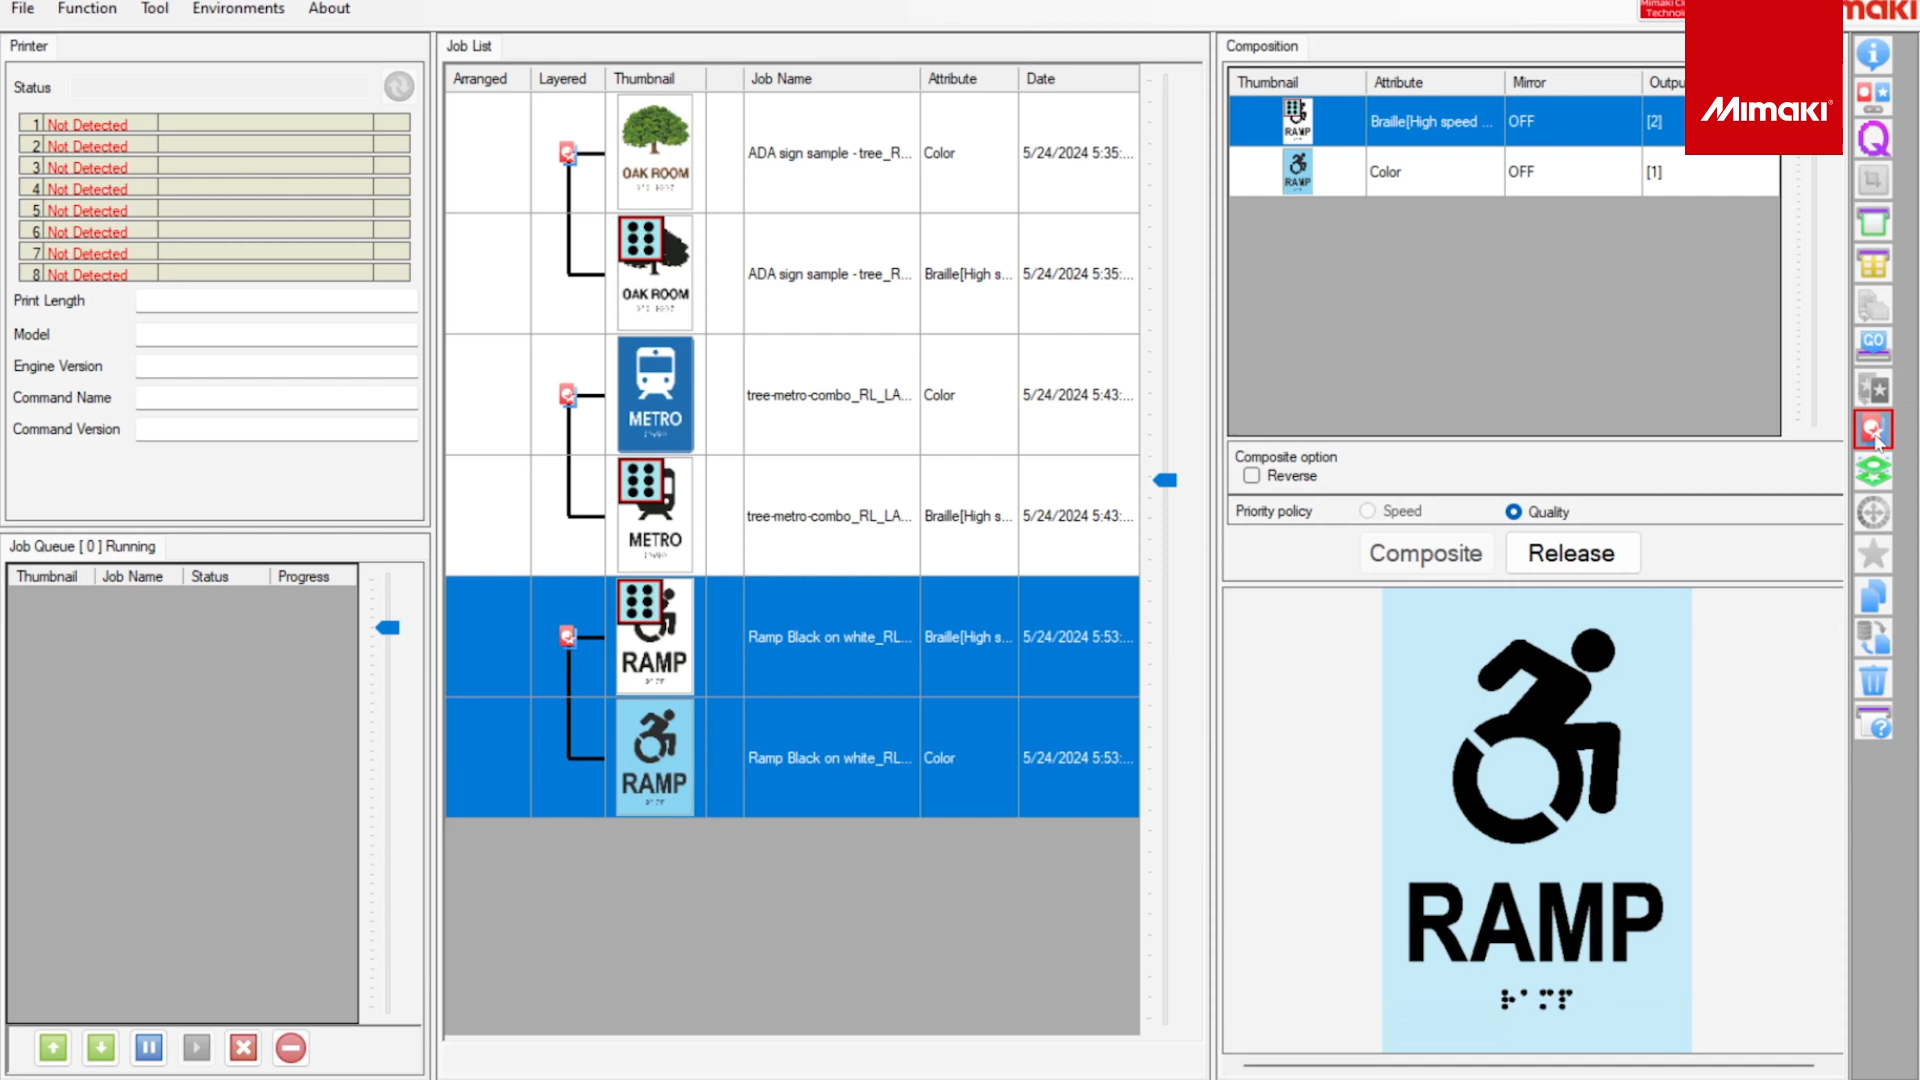 File Function Tool Environments About
Printer
Status
1 Not Detected
2 Not Detected
3 Not Detected
4 Not Detected
5 Not Detected
6 Not Detected
7 Not Detected
8 Not Detected
Print Length
Model
Engine Version
Command Name
Command Version
Job Queue [ 0 ] Running
Thumbnail Job Name Status Progress
Job List
Arranged Layered Thumbnail Job Name Attribute Date
OAK ROOM
ADA sign sample - tree_R... Color 5/24/2024 5:35:...
OAK ROOM
ADA sign sample - tree_R... Braille[High s... 5/24/2024 5:35:...
METRO
tree-metro-combo_RL_LA... Color 5/24/2024 5:43:...
METRO
tree-metro-combo_RL_LA... Braille[High s... 5/24/2024 5:43:...
RAMP
Ramp Black on white_RL... Braille[High s... 5/24/2024 5:53:...
RAMP
Ramp Black on white_RL... Color 5/24/2024 5:53:...
Composition
Thumbnail Attribute Mirror Outpu
RAMP Braille[High speed ... OFF [2]
RAMP Color OFF [1]
Composite option
Reverse
Priority policy Speed Quality
Composite Release
RAMP
⠗⠁⠍⠏
Mimaki
GO